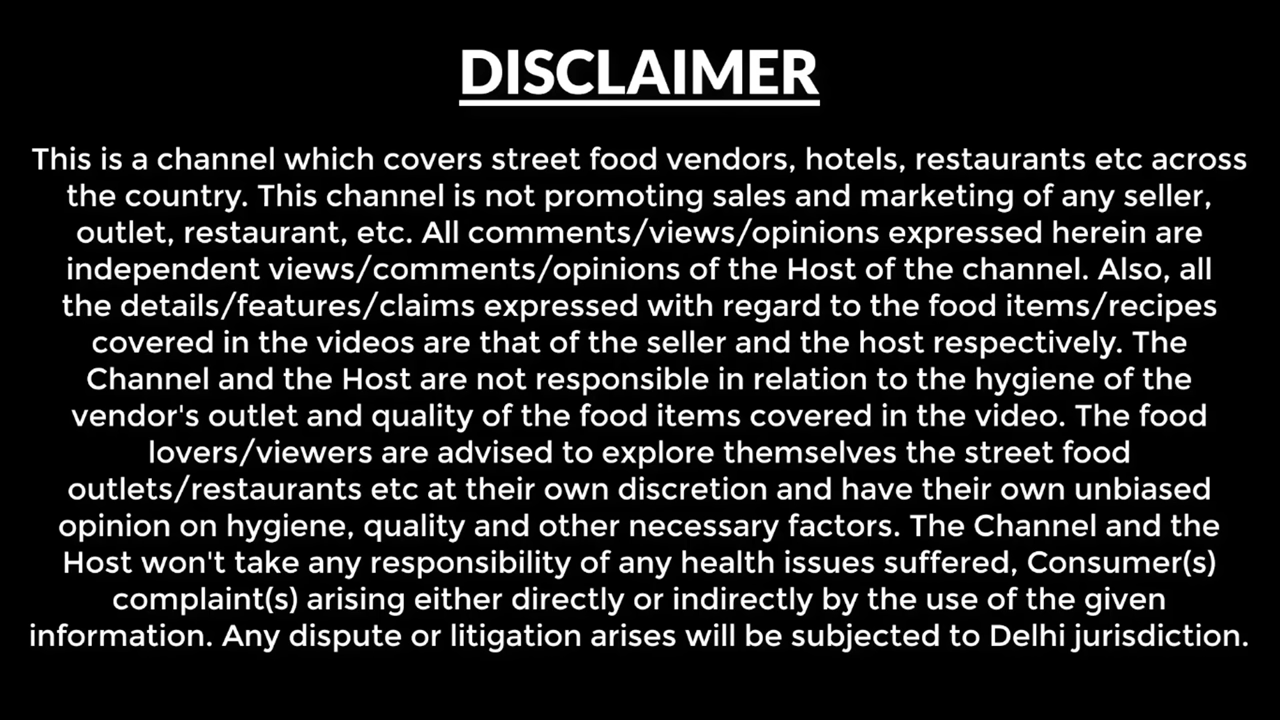 DISCLAIMER
This is a channel which covers street food vendors, hotels, restaurants etc across
the country. This channel is not promoting sales and marketing of any seller,
outlet, restaurant, etc. All comments/views/opinions expressed herein are
independent views/comments/opinions of the Host of the channel. Also, all
the details/features/claims expressed with regard to the food items/recipes
covered in the videos are that of the seller and the host respectively. The
Channel and the Host are not responsible in relation to the hygiene of the
vendor's outlet and quality of the food items covered in the video. The food
lovers/viewers are advised to explore themselves the street food
outlets/restaurants etc at their own discretion and have their own unbiased
opinion on hygiene, quality and other necessary factors. The Channel and the
Host won't take any responsibility of any health issues suffered, Consumer(s)
complaint(s) arising either directly or indirectly by the use of the given
information. Any dispute or litigation arises will be subjected to Delhi jurisdiction.